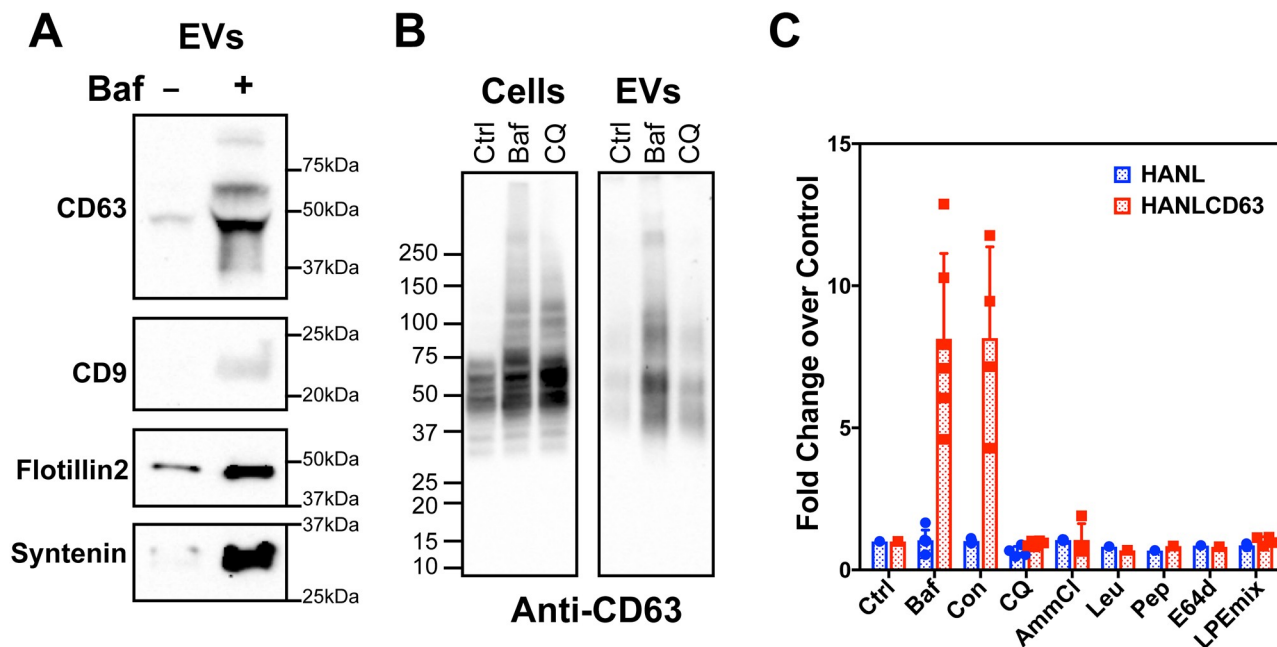 A
EVs
Baf – +
CD63
75kDa
50kDa
37kDa
CD9
25kDa
20kDa
Flotillin2
50kDa
37kDa
Syntenin
37kDa
25kDa
B
Cells EVs
Ctrl Baf CQ Ctrl Baf CQ
250
150
100
75
50
37
25
20
15
10
Anti-CD63
C
Fold Change over Control
15
10
5
0
HANL
HANLCD63
Ctrl Baf Con CQ AmmCl Leu Pep E64d LPEmix